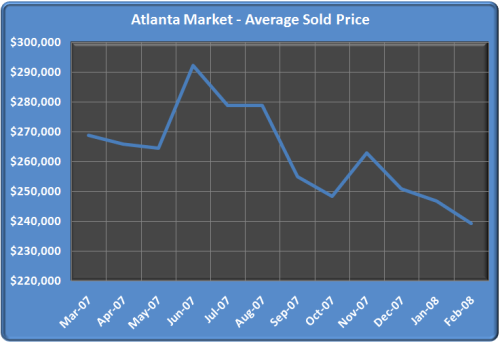 Atlanta Market - Average Sold Price
$300,000
$290,000
$280,000
$270,000
$260,000
$250,000
$240,000
$230,000
$220,000
Mar-07
Apr-07
May-07
Jun-07
Jul-07
Aug-07
Sep-07
Oct-07
Nov-07
Dec-07
Jan-08
Feb-08